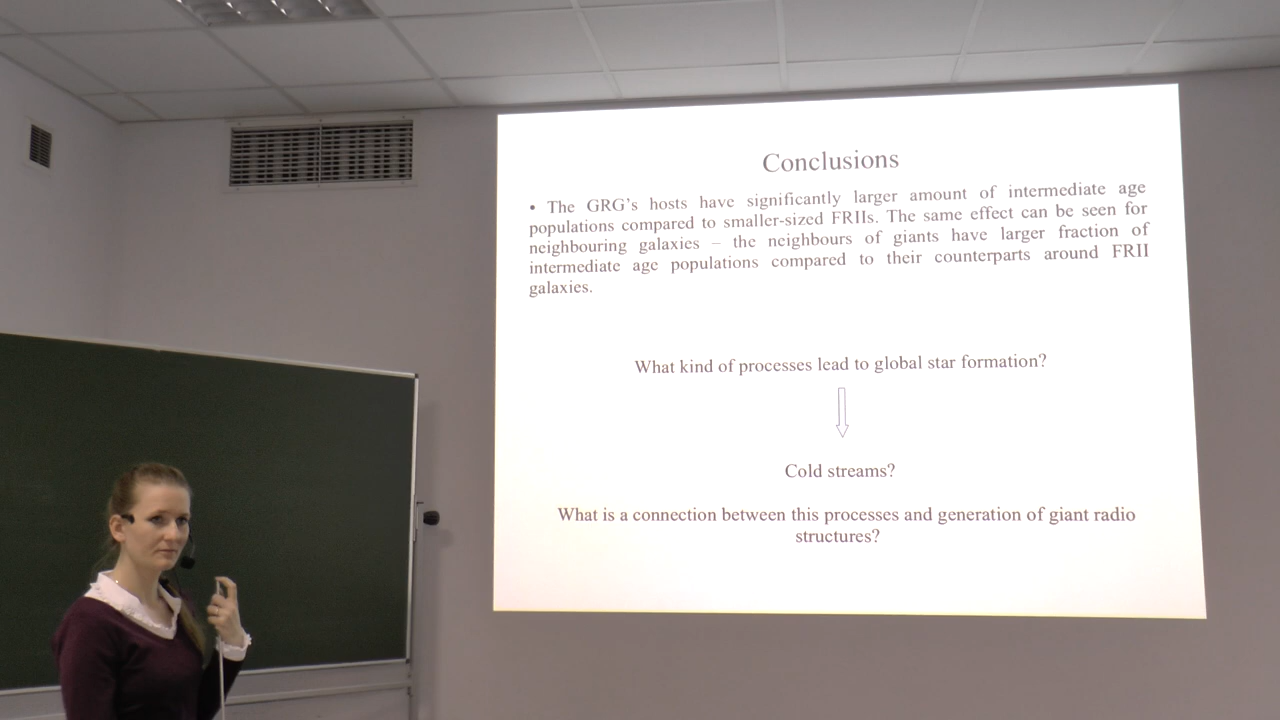 Conclusions
• The GRG's hosts have significantly larger amount of intermediate age
populations compared to smaller-sized FRIIs. The same effect can be seen for
neighbouring galaxies – the neighbours of giants have larger fraction of
intermediate age populations compared to their counterparts around FRII
galaxies.
What kind of processes lead to global star formation?
Cold streams?
What is a connection between this processes and generation of giant radio
structures?